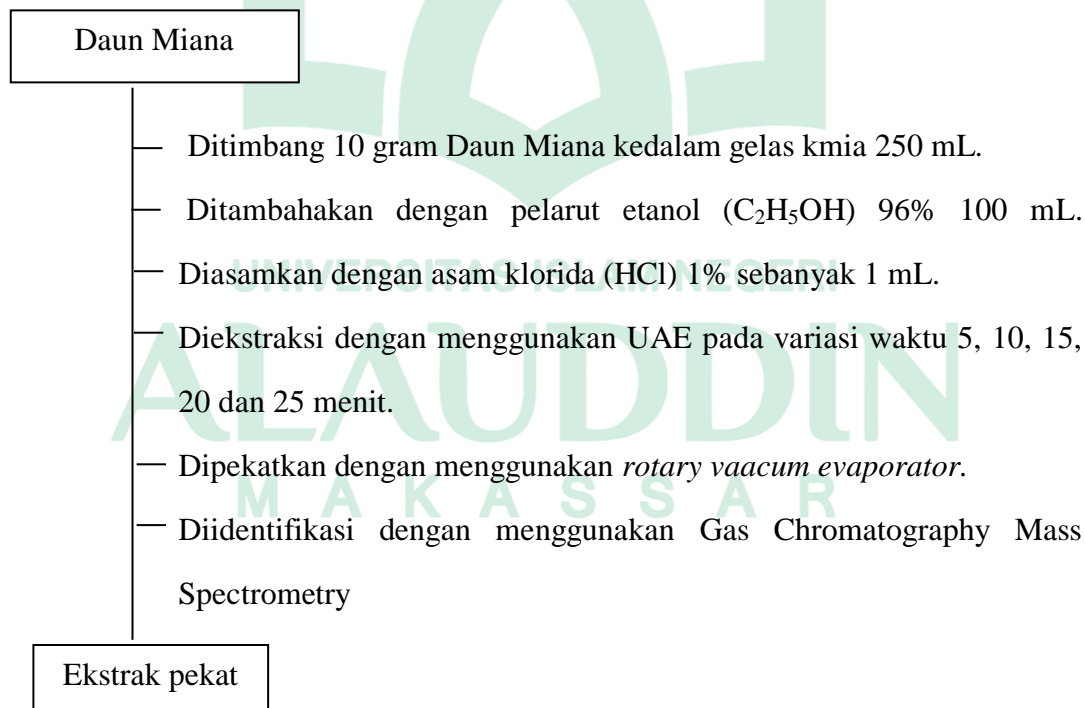 Daun Miana
Ditimbang 10 gram Daun Miana kedalam gelas kmia 250 mL.
Ditambahakan dengan pelarut etanol (C₂H₅OH) 96% 100 mL.
Diasamkan dengan asam klorida (HCl) 1% sebanyak 1 mL.
UNIVERSITAS ISLAM NEGERI
Diekstraksi dengan menggunakan UAE pada variasi waktu 5, 10, 15,
ALAUDDIN
20 dan 25 menit.
Dipekatkan dengan menggunakan rotary vaacum evaporator.
MAKASSAR
Diidentifikasi dengan menggunakan Gas Chromatography Mass
Spectrometry
Ekstrak pekat